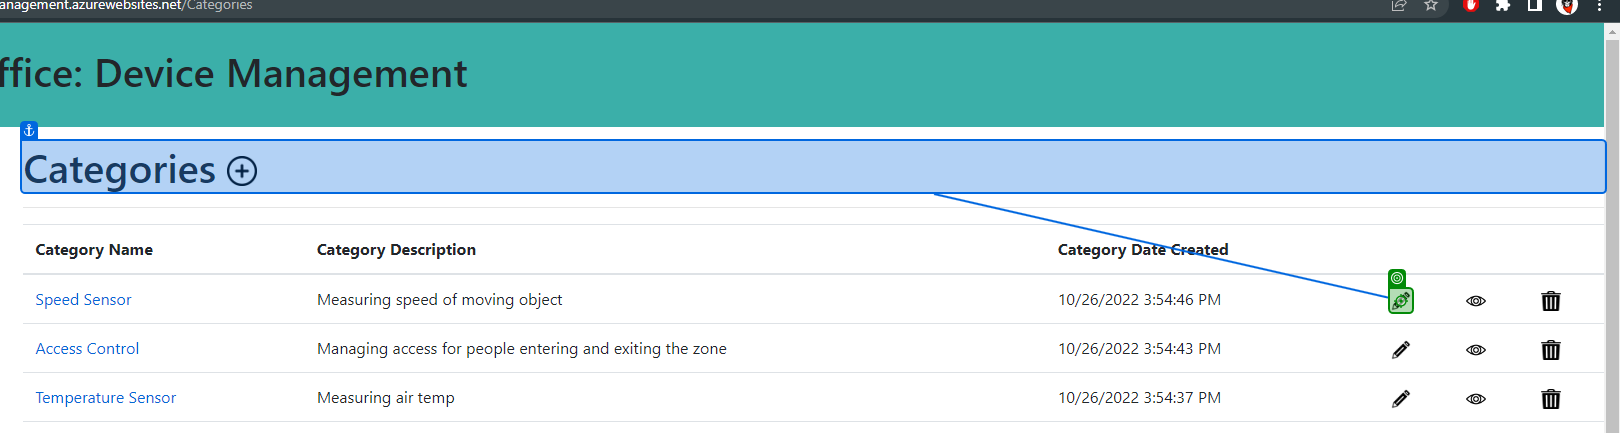 anagement.azurewebsites.net/Categories
ffice: Device Management
Categories
Category Name Category Description Category Date Created
Speed Sensor Measuring speed of moving object 10/26/2022 3:54:46 PM
Access Control Managing access for people entering and exiting the zone 10/26/2022 3:54:43 PM
Temperature Sensor Measuring air temp 10/26/2022 3:54:37 PM